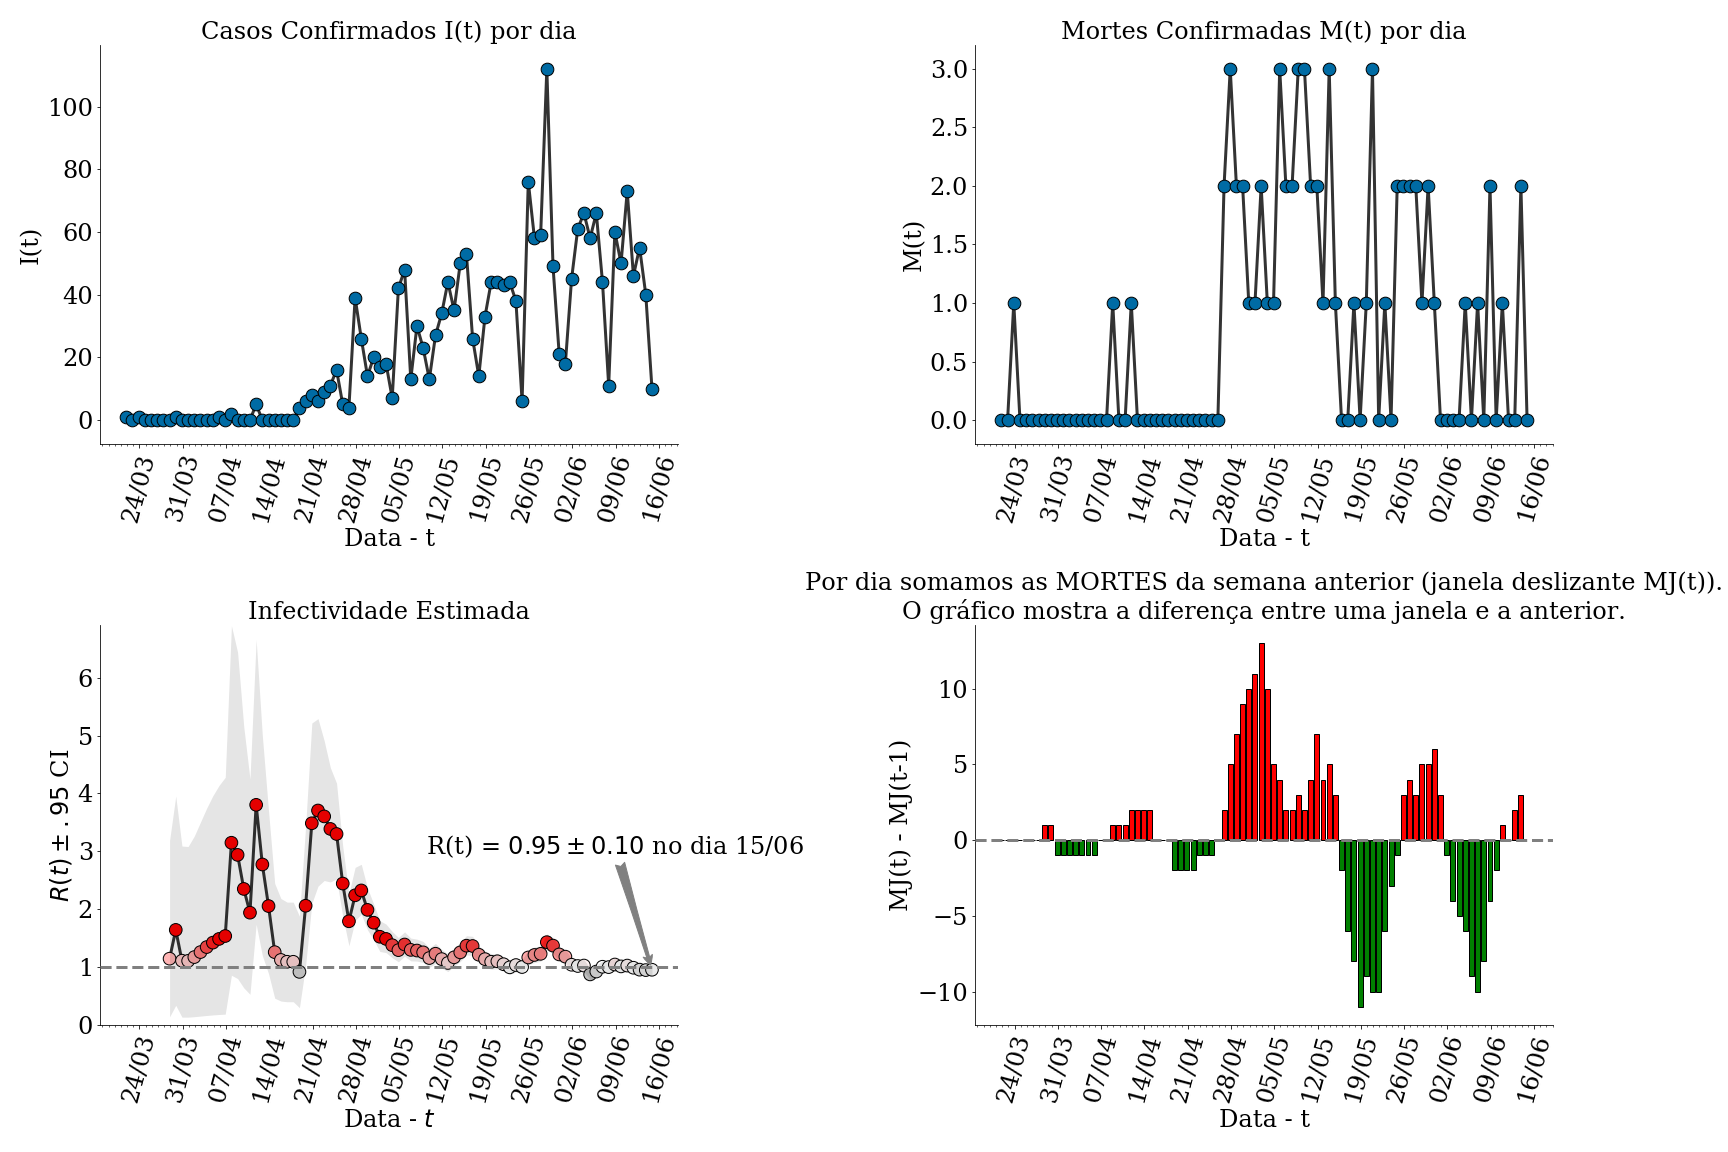 Casos Confirmados I(t) por dia
I(t)
100
80
60
40
20
0
24/03 31/03 07/04 14/04 21/04 28/04 05/05 12/05 19/05 26/05 02/06 09/06 16/06
Data - t
Mortes Confirmadas M(t) por dia
M(t)
3.0
2.5
2.0
1.5
1.0
0.5
0.0
24/03 31/03 07/04 14/04 21/04 28/04 05/05 12/05 19/05 26/05 02/06 09/06 16/06
Data - t
Infectividade Estimada
R(t) ± .95 CI
6
5
4
3
2
1
0
R(t) = 0.95 ± 0.10 no dia 15/06
24/03 31/03 07/04 14/04 21/04 28/04 05/05 12/05 19/05 26/05 02/06 09/06 16/06
Data - t
Por dia somamos as MORTES da semana anterior (janela deslizante MJ(t)).
O gráfico mostra a diferença entre uma janela e a anterior.
MJ(t) - MJ(t-1)
10
5
0
−5
−10
24/03 31/03 07/04 14/04 21/04 28/04 05/05 12/05 19/05 26/05 02/06 09/06 16/06
Data - t